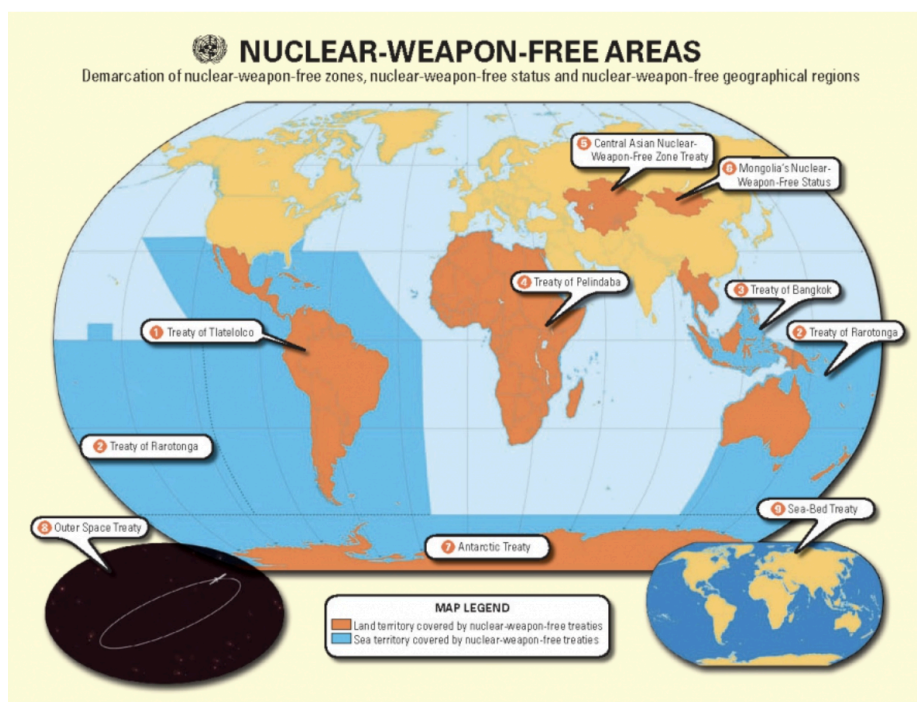 NUCLEAR-WEAPON-FREE AREAS
Demarcation of nuclear-weapon-free zones, nuclear-weapon-free status and nuclear-weapon-free geographical regions
5 Central Asian Nuclear-
Weapon-Free Zone Treaty
6 Mongolia's Nuclear-
Weapon-Free Status
4 Treaty of Pelindaba
3 Treaty of Bangkok
1 Treaty of Tlatelolco
2 Treaty of Rarotonga
2 Treaty of Rarotonga
9 Sea-Bed Treaty
8 Outer Space Treaty
7 Antarctic Treaty
MAP LEGEND
Land territory covered by nuclear-weapon-free treaties
Sea territory covered by nuclear-weapon-free treaties